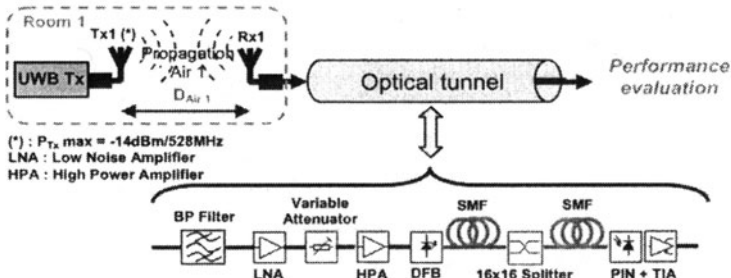 Room 1
Tx1 (*)
Rx1
Propagation
Air 1
UWB Tx
D Air 1
Optical tunnel
Performance
evaluation
(*) : PTx max = -14dBm/528MHz
LNA : Low Noise Amplifier
HPA : High Power Amplifier
BP Filter
Variable
Attenuator
SMF
SMF
LNA
HPA
DFB
16x16 Splitter
PIN + TIA